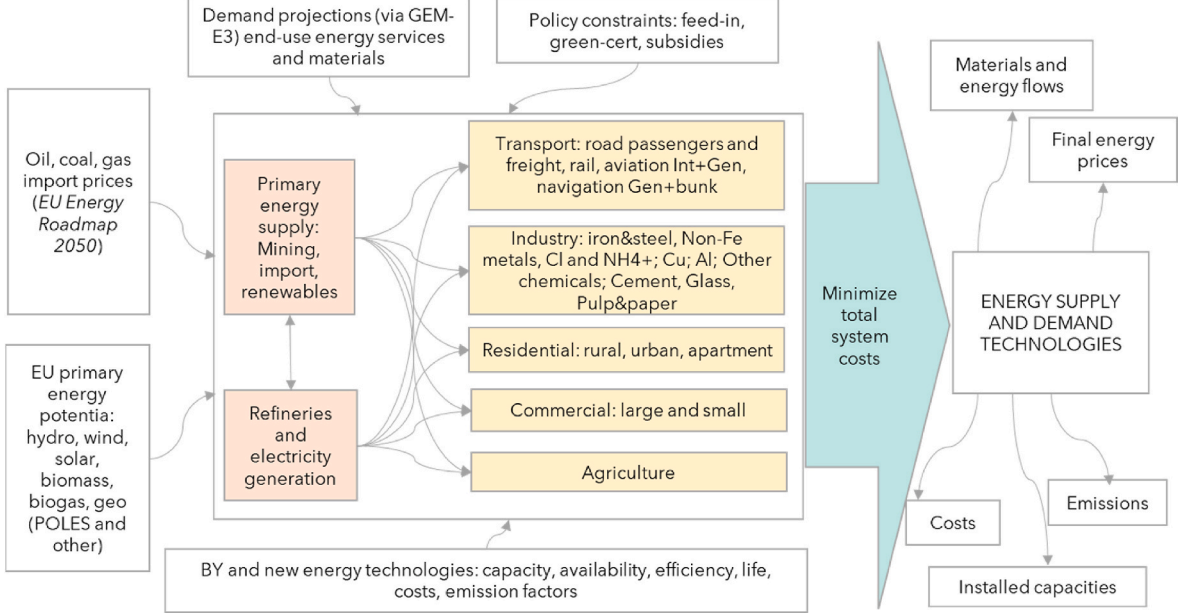 Demand projections (via GEM-
E3) end-use energy services
and materials
Policy constraints: feed-in,
green-cert, subsidies
Oil, coal, gas
import prices
(EU Energy
Roadmap
2050)
EU primary
energy
potentia:
hydro, wind,
solar,
biomass,
biogas, geo
(POLES and
other)
Primary
energy
supply:
Mining,
import,
renewables
Refineries
and
electricity
generation
Transport: road passengers and
freight, rail, aviation Int+Gen,
navigation Gen+bunk
Industry: iron&steel, Non-Fe
metals, Cl and NH4+; Cu; Al; Other
chemicals; Cement, Glass,
Pulp&paper
Residential: rural, urban, apartment
Commercial: large and small
Agriculture
BY and new energy technologies: capacity, availability, efficiency, life,
costs, emission factors
Minimize
total
system
costs
Materials and
energy flows
Final energy
prices
ENERGY SUPPLY
AND DEMAND
TECHNOLOGIES
Costs
Emissions
Installed capacities